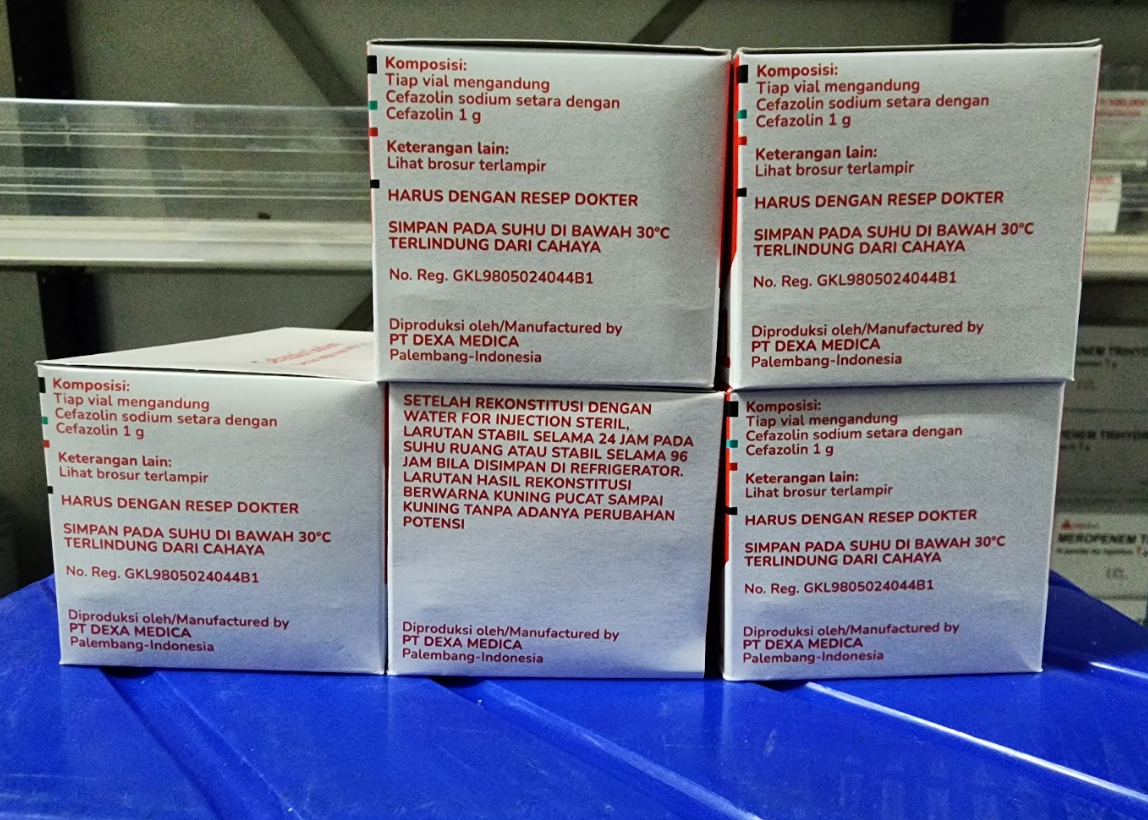 Komposisi:
Tiap vial mengandung
Cefazolin sodium setara dengan
Cefazolin 1 g
Keterangan lain:
Lihat brosur terlampir
HARUS DENGAN RESEP DOKTER
SIMPAN PADA SUHU DI BAWAH 30°C
TERLINDUNG DARI CAHAYA
No. Reg. GKL9805024044B1
Diproduksi oleh/Manufactured by
PT DEXA MEDICA
Palembang-Indonesia
Komposisi:
Tiap vial mengandung
Cefazolin sodium setara dengan
Cefazolin 1 g
Keterangan lain:
Lihat brosur terlampir
HARUS DENGAN RESEP DOKTER
SIMPAN PADA SUHU DI BAWAH 30°C
TERLINDUNG DARI CAHAYA
No. Reg. GKL9805024044B1
Diproduksi oleh/Manufactured by
PT DEXA MEDICA
Palembang-Indonesia
Komposisi:
Tiap vial mengandung
Cefazolin sodium setara dengan
Cefazolin 1 g
Keterangan lain:
Lihat brosur terlampir
HARUS DENGAN RESEP DOKTER
SIMPAN PADA SUHU DI BAWAH 30°C
TERLINDUNG DARI CAHAYA
No. Reg. GKL9805024044B1
Diproduksi oleh/Manufactured by
PT DEXA MEDICA
Palembang-Indonesia
SETELAH REKONSTITUSI DENGAN
WATER FOR INJECTION STERIL,
LARUTAN STABIL SELAMA 24 JAM PADA
SUHU RUANG ATAU STABIL SELAMA 96
JAM BILA DISIMPAN DI REFRIGERATOR.
LARUTAN HASIL REKONSTITUSI
BERWARNA KUNING PUCAT SAMPAI
KUNING TANPA ADANYA PERUBAHAN
POTENSI
Diproduksi oleh/Manufactured by
PT DEXA MEDICA
Palembang-Indonesia
Komposisi:
Tiap vial mengandung
Cefazolin sodium setara dengan
Cefazolin 1 g
Keterangan lain:
Lihat brosur terlampir
HARUS DENGAN RESEP DOKTER
SIMPAN PADA SUHU DI BAWAH 30°C
TERLINDUNG DARI CAHAYA
No. Reg. GKL9805024044B1
Diproduksi oleh/Manufactured by
PT DEXA MEDICA
Palembang-Indonesia
MEROPENEM